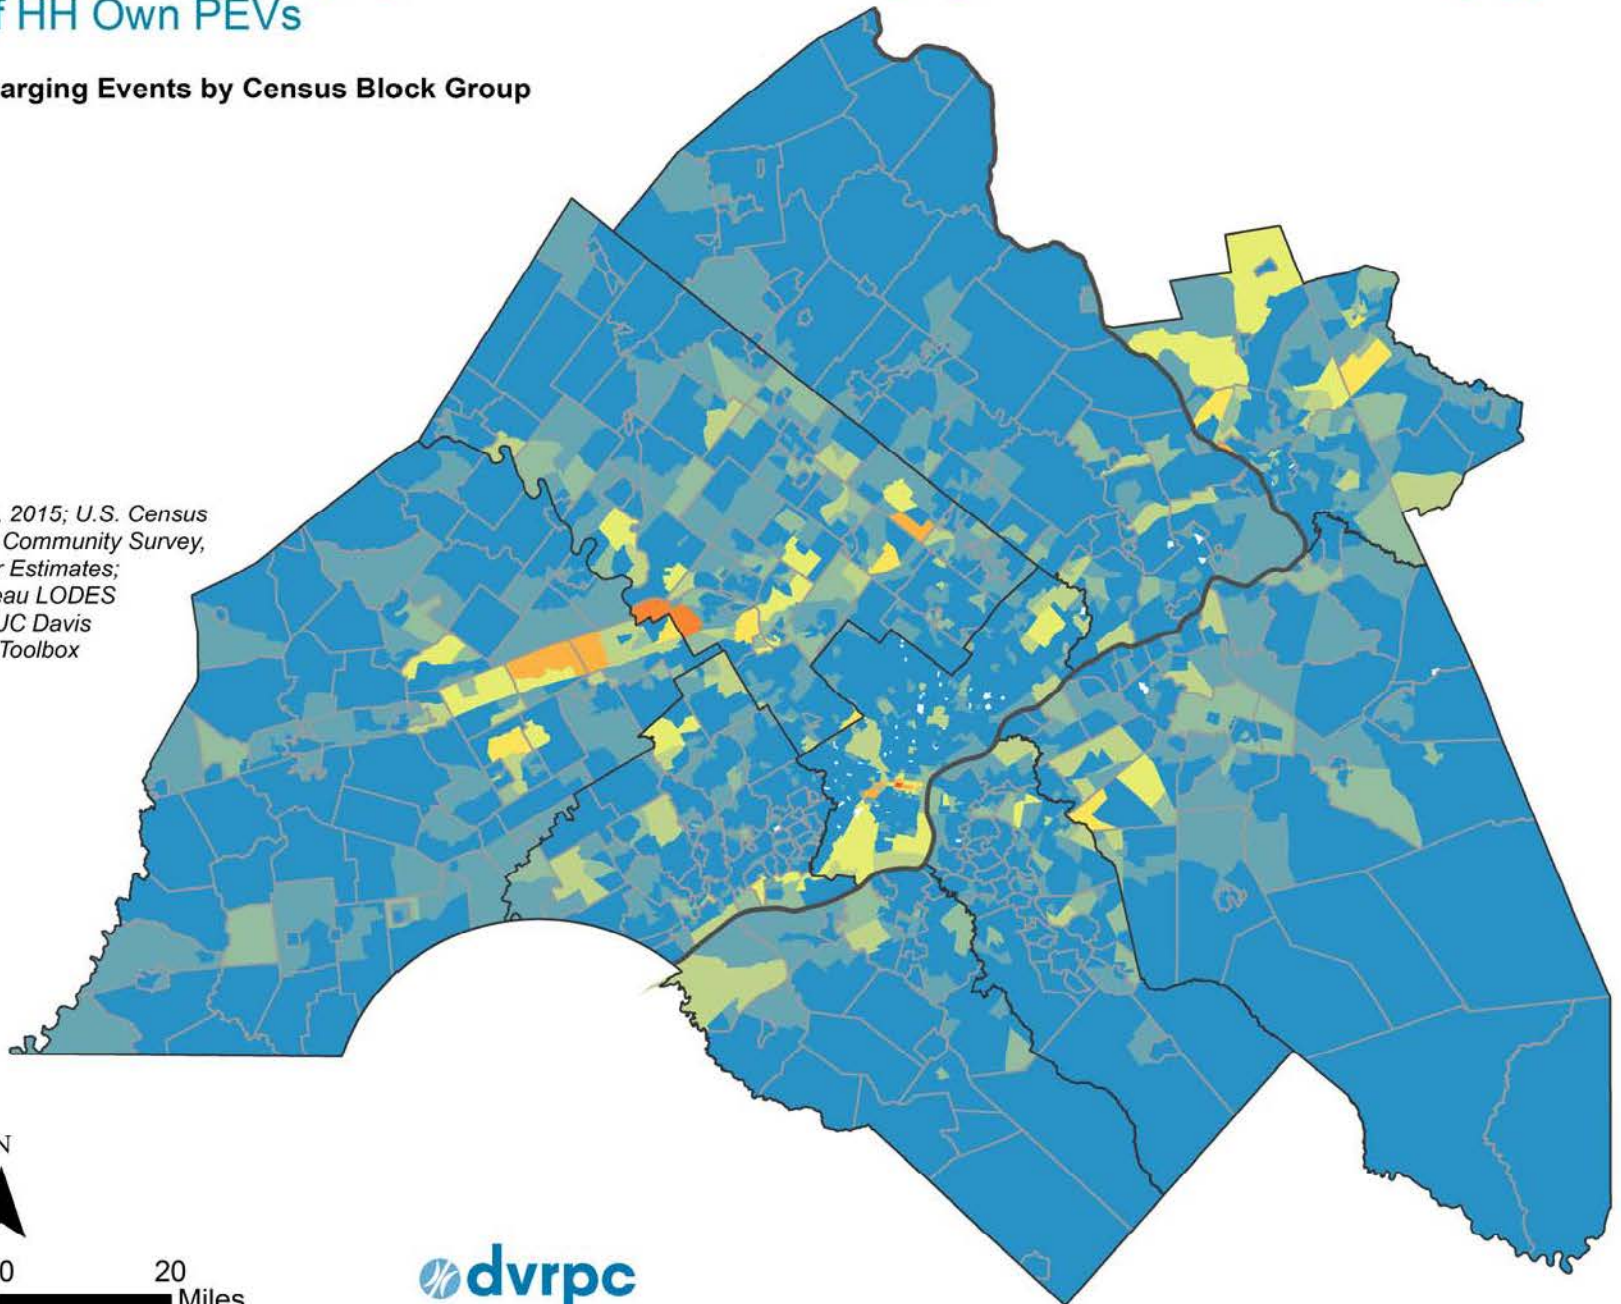 f HH Own PEVs
arging Events by Census Block Group
, 2015; U.S. Census
Community Survey,
r Estimates;
eau LODES
UC Davis
Toolbox
N
0 20
Miles
dvrpc